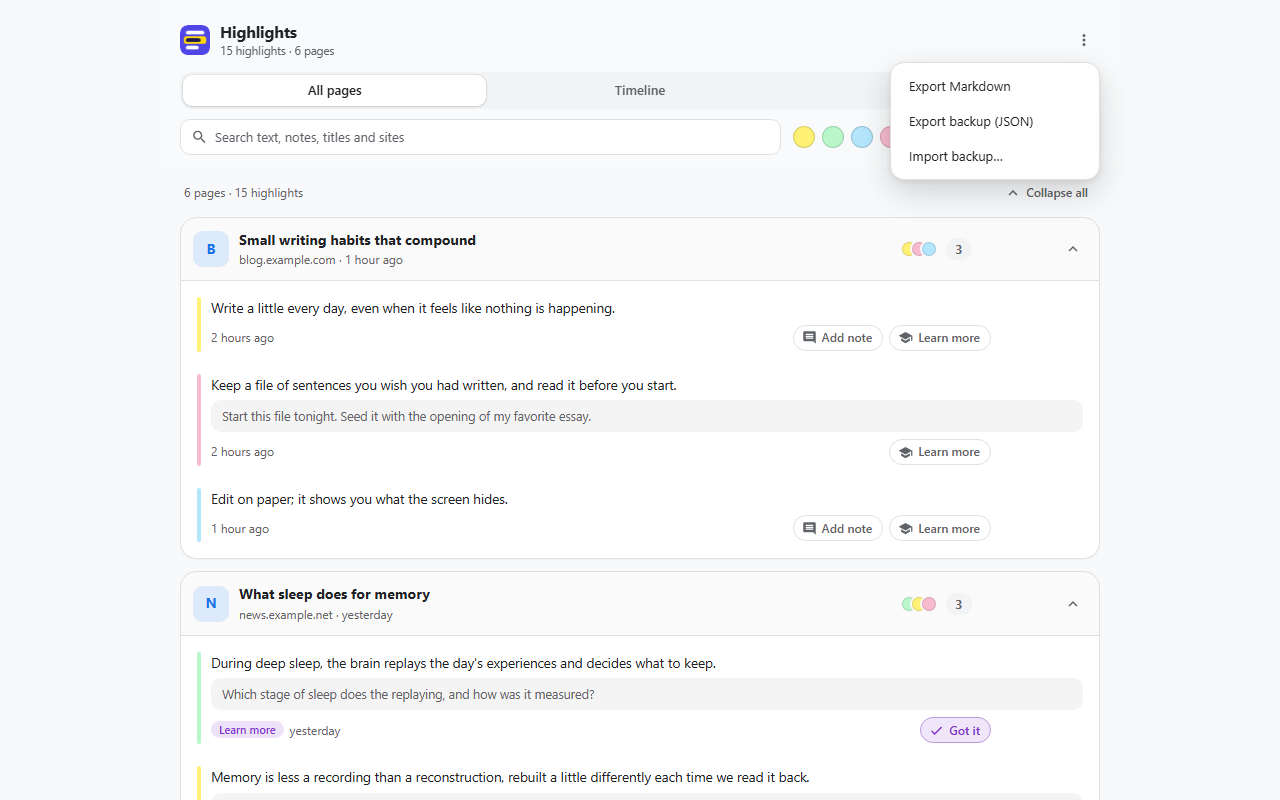 Highlights
15 highlights · 6 pages
All pages
Timeline
Export Markdown
Export backup (JSON)
Import backup...
Search text, notes, titles and sites
6 pages · 15 highlights
Collapse all
B
Small writing habits that compound
blog.example.com · 1 hour ago
3
Write a little every day, even when it feels like nothing is happening.
2 hours ago
Add note
Learn more
Keep a file of sentences you wish you had written, and read it before you start.
Start this file tonight. Seed it with the opening of my favorite essay.
2 hours ago
Learn more
Edit on paper; it shows you what the screen hides.
1 hour ago
Add note
Learn more
N
What sleep does for memory
news.example.net · yesterday
3
During deep sleep, the brain replays the day's experiences and decides what to keep.
Which stage of sleep does the replaying, and how was it measured?
Learn more
yesterday
Got it
Memory is less a recording than a reconstruction, rebuilt a little differently each time we read it back.